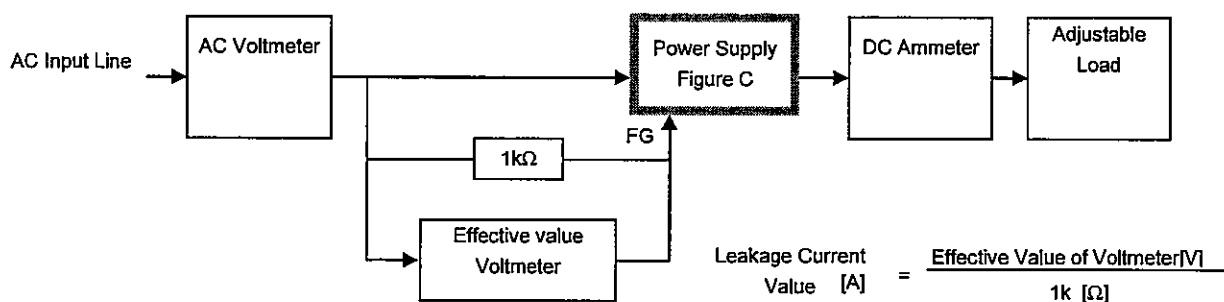 AC Input Line
AC Voltmeter
Power Supply
Figure C
DC Ammeter
Adjustable
Load
FG
1kΩ
Effective value
Voltmeter
Leakage Current
Value [A]
=
Effective Value of Voltmeter[V]
1k [Ω]